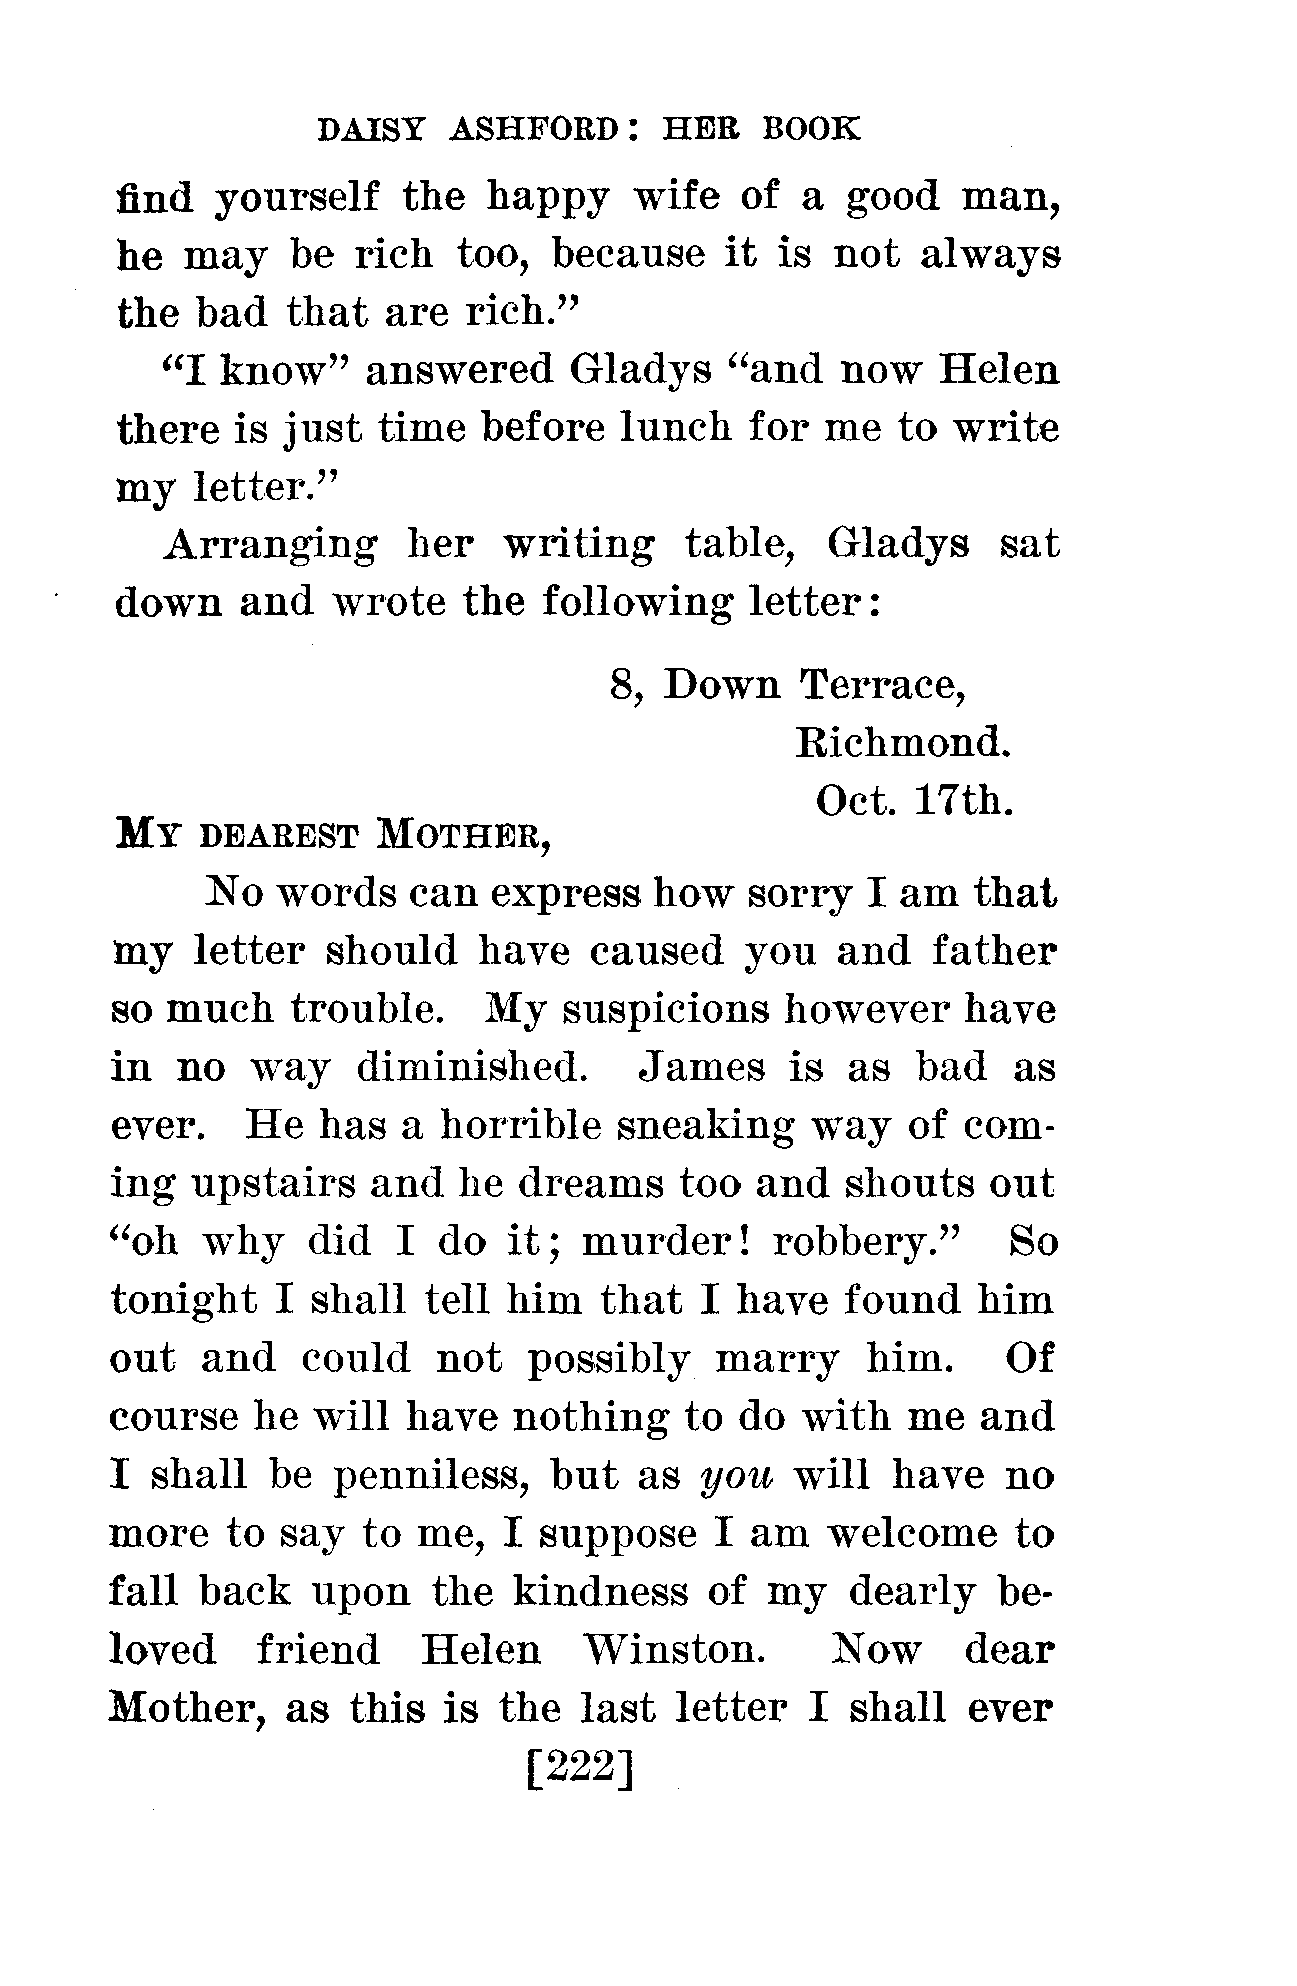 DAISY ASHFORD: HER BOOK
find yourself the happy wife of a good man,
he may be rich too, because it is not always
the bad that are rich."
"I know" answered Gladys "and now Helen
there is just time before lunch for me to write
my letter."
Arranging her writing table, Gladys sat
down and wrote the following letter:
8, Down Terrace,
Richmond.
Oct. 17th.
MY DEAREST MOTHER,
No words can express how sorry I am that
my letter should have caused you and father
so much trouble. My suspicions however have
in no way diminished. James is as bad as
ever. He has a horrible sneaking way of com-
ing upstairs and he dreams too and shouts out
"oh why did I do it; murder! robbery." So
tonight I shall tell him that I have found him
out and could not possibly marry him. Of
course he will have nothing to do with me and
I shall be penniless, but as you will have no
more to say to me, I suppose I am welcome to
fall back upon the kindness of my dearly be-
loved friend Helen Winston. Now dear
Mother, as this is the last letter I shall ever
[222]